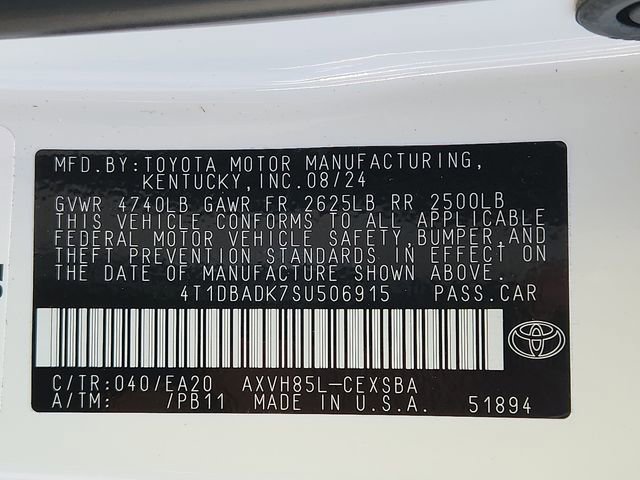 MFD.BY:TOYOTA MOTOR MANUFACTURING,
KENTUCKY,INC.08/24
GVWR 4740LB GAWR FR 2625LB RR 2500LB
THIS VEHICLE CONFORMS TO ALL APPLICABLE
FEDERAL MOTOR VEHICLE SAFETY,BUMPER,AND
THEFT PREVENTION STANDARDS IN EFFECT ON
THE DATE OF MANUFACTURE SHOWN ABOVE.
4T1DBADK7SU506915 PASS.CAR
C/TR:040/EA20 AXVH85L-CEXSBA
A/TM: /PB11 MADE IN U.S.A. 51894